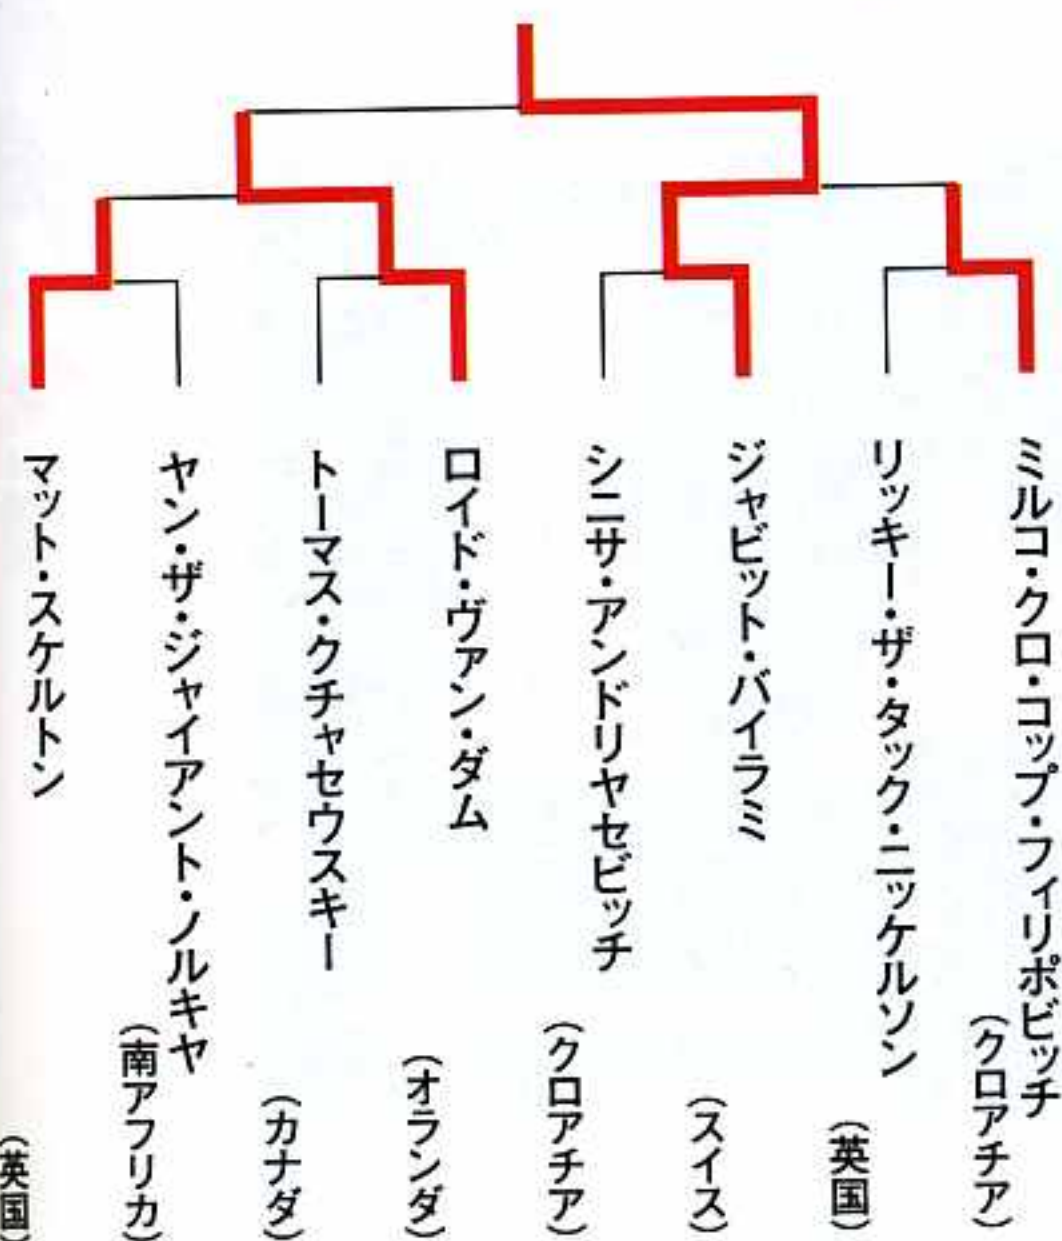 ミルコ・クロ・コップ・フィリポビッチ
（クロアチア）
リッキー・ザ・タック・ニッケルソン
（英国）
ジャビット・バイラミ
（スイス）
シニサ・アンドリヤセビッチ
（クロアチア）
ロイド・ヴァン・ダム
（オランダ）
トーマス・クチャセウスキー
（カナダ）
ヤン・ザ・ジャイアント・ノルキヤ
（南アフリカ）
マット・スケルトン
（英国）